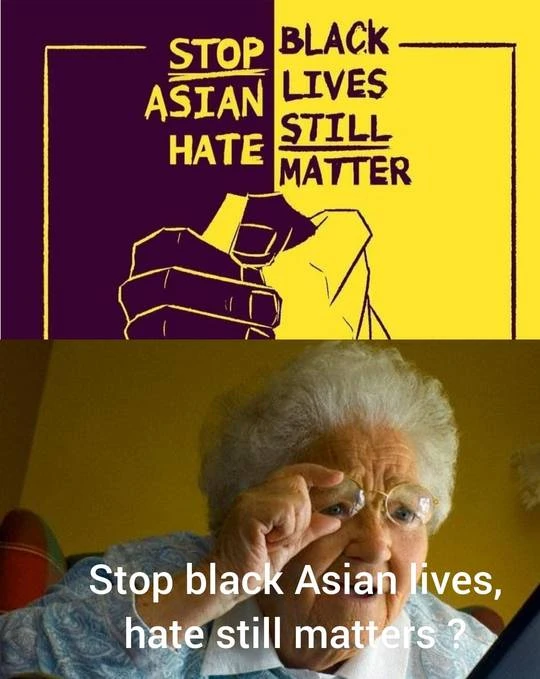 STOP
ASIAN
HATE
BLACK
LIVES
STILL
MATTER
Stop black Asian lives,
hate still matters ?